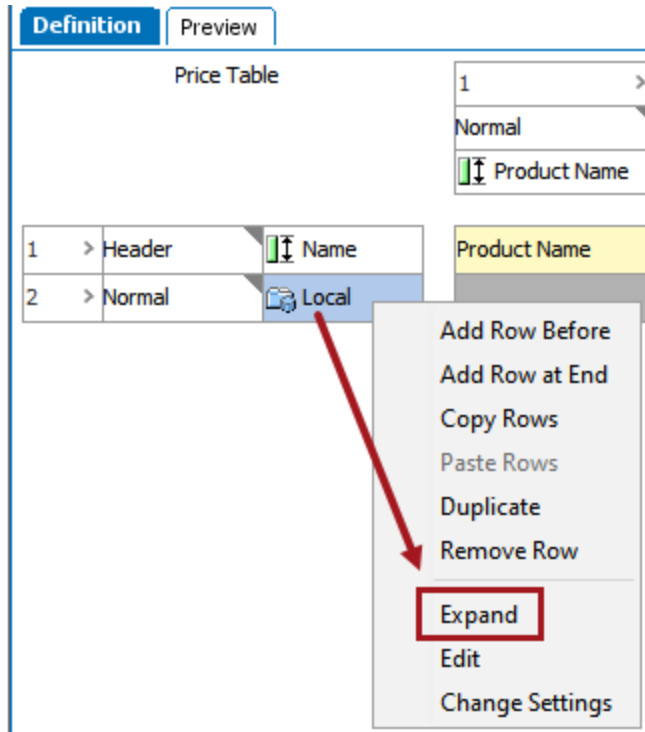 Definition
Preview
Price Table
1 >
Normal
Product Name
1 > Header Name Product Name
2 > Normal Local
Add Row Before
Add Row at End
Copy Rows
Paste Rows
Duplicate
Remove Row
Expand
Edit
Change Settings